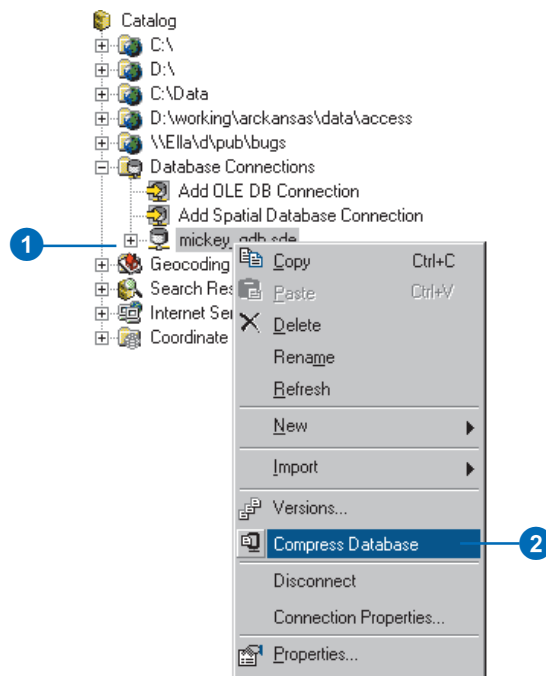 Catalog
C:\
D:\
C:\Data
D:\working\arckansas\data\access
\\Ella\d\pub\bugs
Database Connections
Add OLE DB Connection
Add Spatial Database Connection
1
mickey_gdb.sde
Geocoding
Search Res
Internet Ser
Coordinate
Copy Ctrl+C
Paste Ctrl+V
Delete
Rename
Refresh
New
Import
Versions...
Compress Database
2
Disconnect
Connection Properties...
Properties...